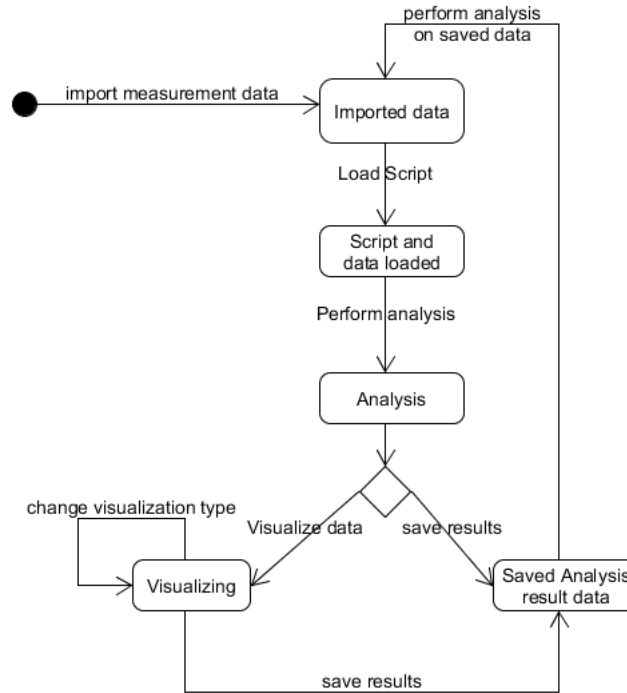 perform analysis
on saved data
import measurement data
Imported data
Load Script
Script and
data loaded
Perform analysis
Analysis
change visualization type
Visualize data
save results
Visualizing
Saved Analysis
result data
save results